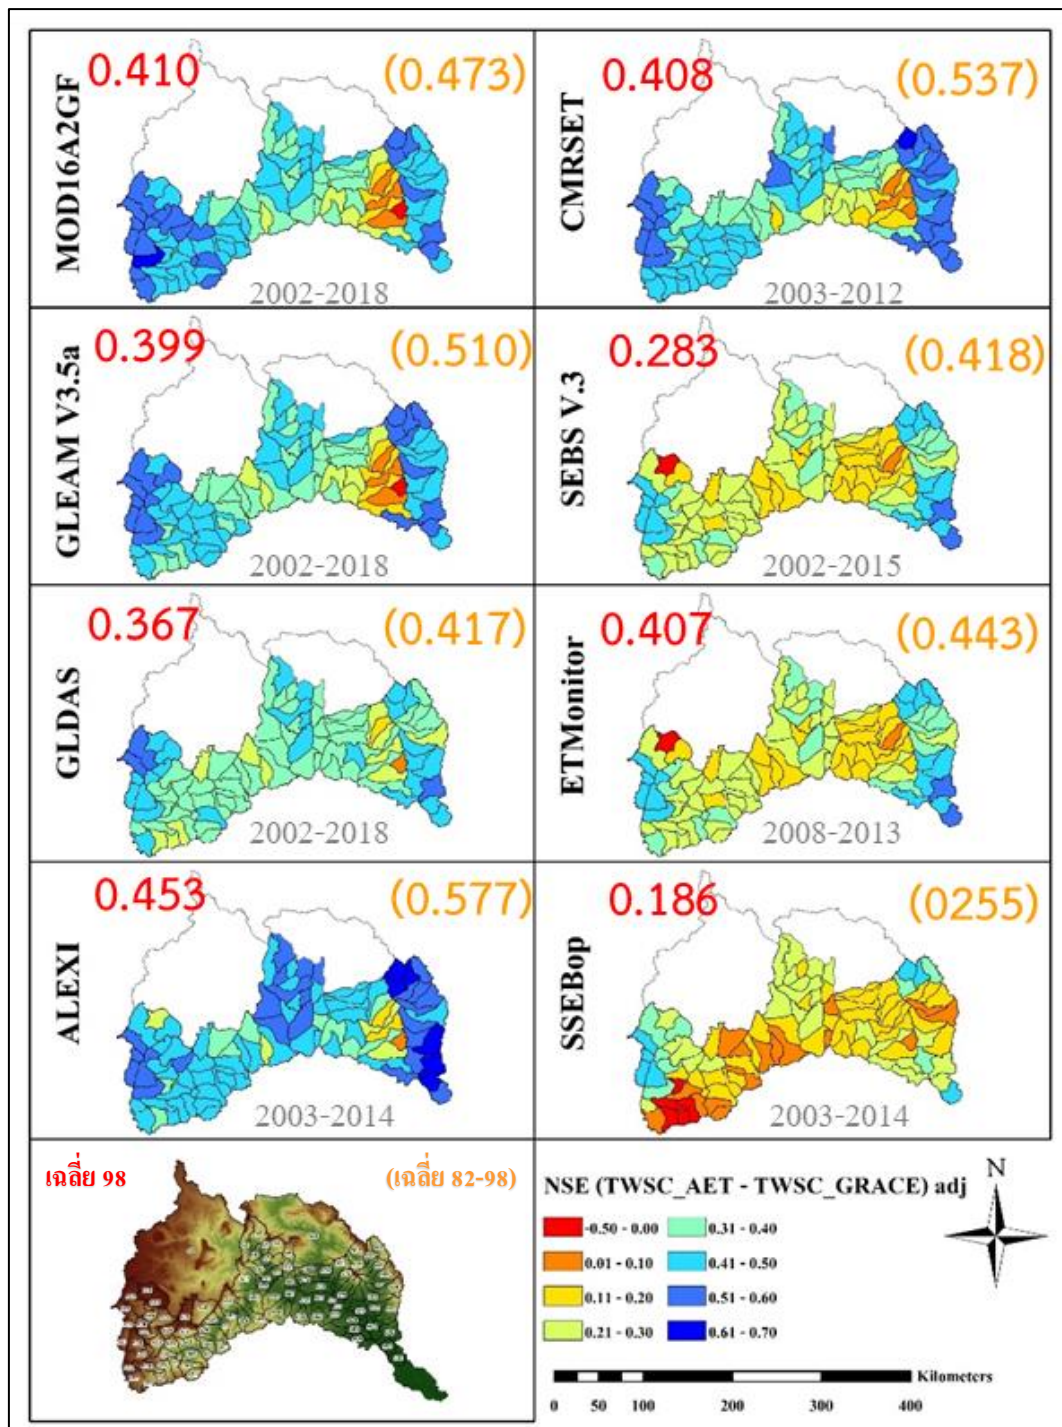 MOD16A2GF
0.410
(0.473)
2002-2018
CMRSET
0.408
(0.537)
2003-2012
GLEAM V3.5a
0.399
(0.510)
2002-2018
SEBS V.3
0.283
(0.418)
2002-2015
GLDAS
0.367
(0.417)
2002-2018
ETMonitor
0.407
(0.443)
2008-2013
ALEXI
0.453
(0.577)
2003-2014
SSEBop
0.186
(0255)
2003-2014
เฉลี่ย 98
(เฉลี่ย 82-98)
NSE (TWSC_AET - TWSC_GRACE) adj
-0.50 - 0.00
0.31 - 0.40
0.01 - 0.10
0.41 - 0.50
0.11 - 0.20
0.51 - 0.60
0.21 - 0.30
0.61 - 0.70
N
Kilometers
0 50 100 200 300 400